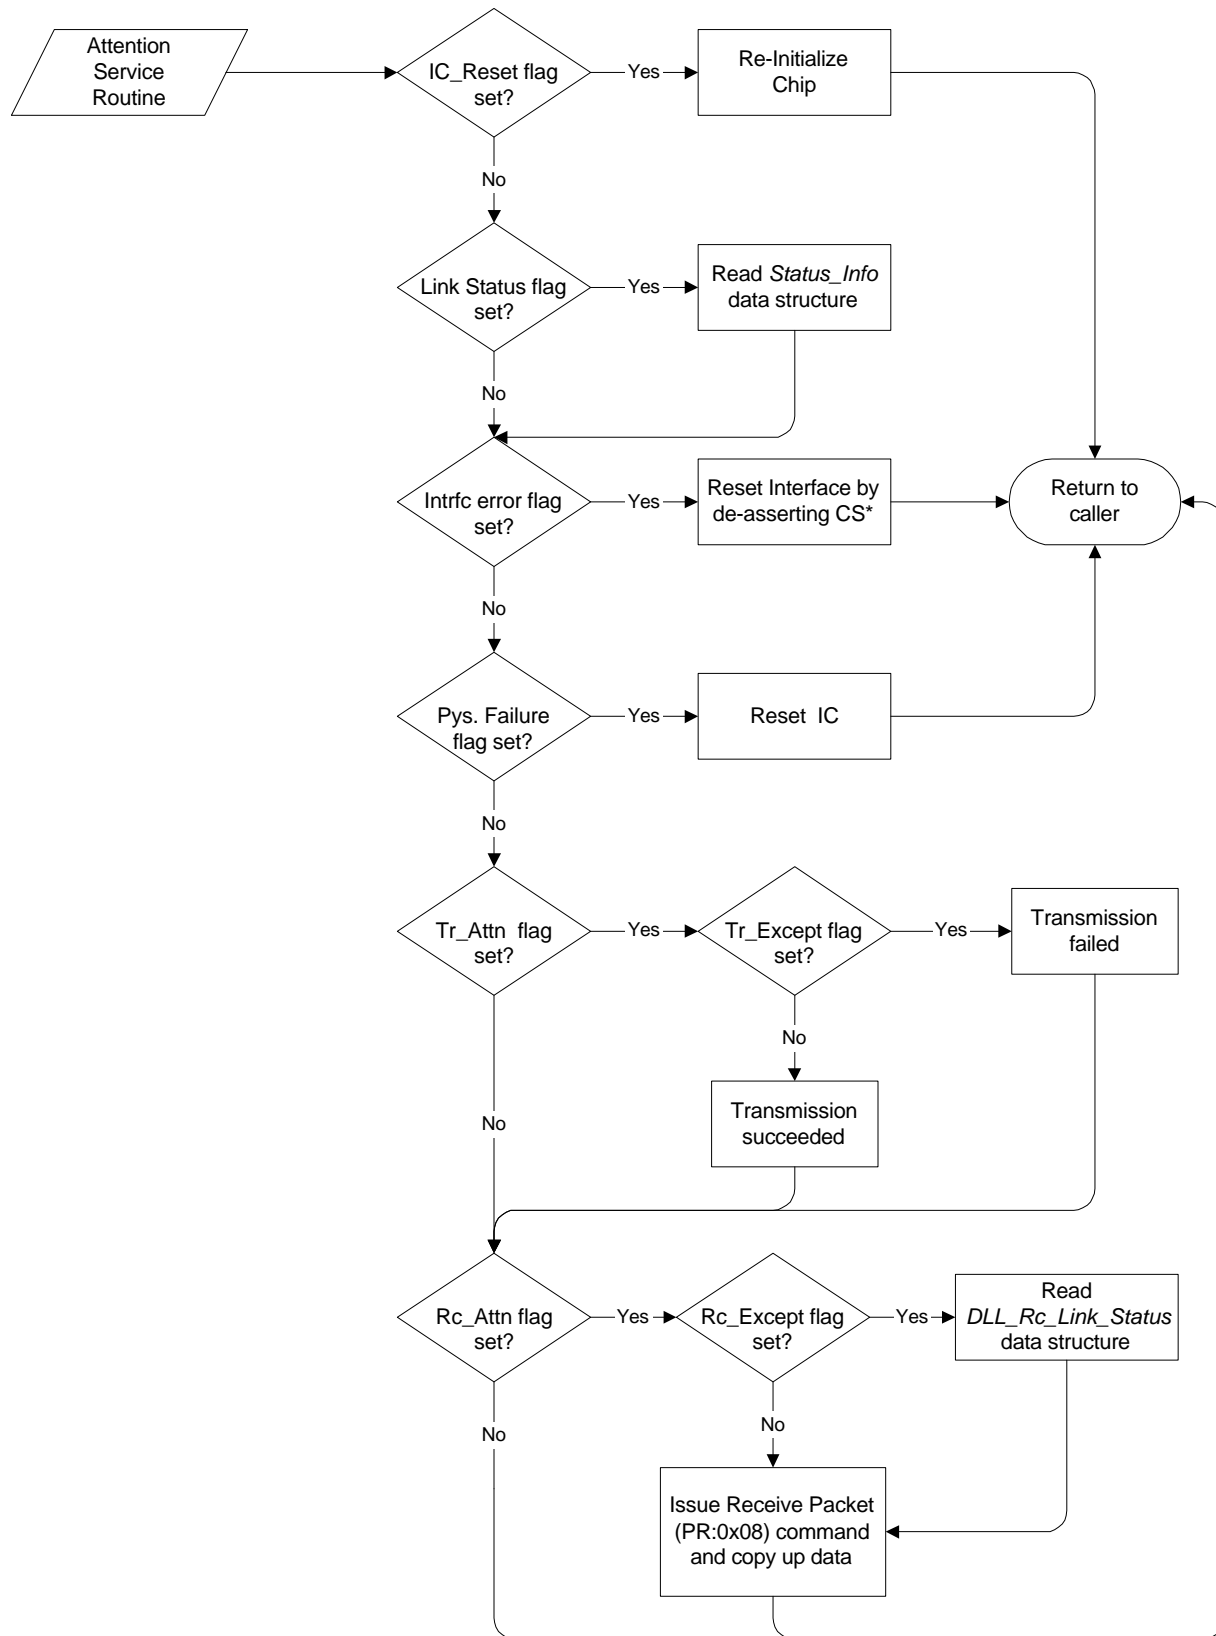 Attention
Service
Routine
IC_Reset flag
set?
Yes
Re-Initialize
Chip
No
Link Status flag
set?
Yes
Read Status_Info
data structure
No
Intrfc error flag
set?
Yes
Reset Interface by
de-asserting CS*
Return to
caller
No
Pys. Failure
flag set?
Yes
Reset IC
No
Tr_Attn flag
set?
Yes
Tr_Except flag
set?
Yes
Transmission
failed
No
Transmission
succeeded
No
Rc_Attn flag
set?
Yes
Rc_Except flag
set?
Yes
Read
DLL_Rc_Link_Status
data structure
No
No
Issue Receive Packet
(PR:0x08) command
and copy up data